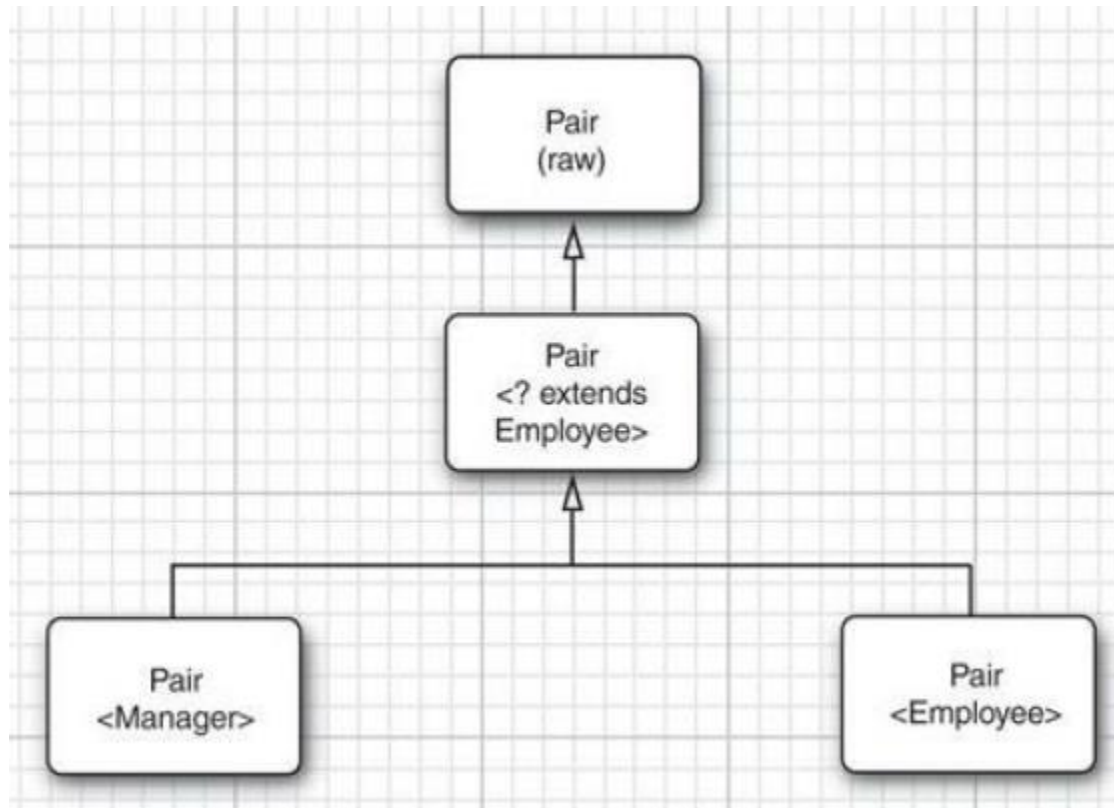 Pair
(raw)
Pair
<? extends
Employee>
Pair
<Manager>
Pair
<Employee>